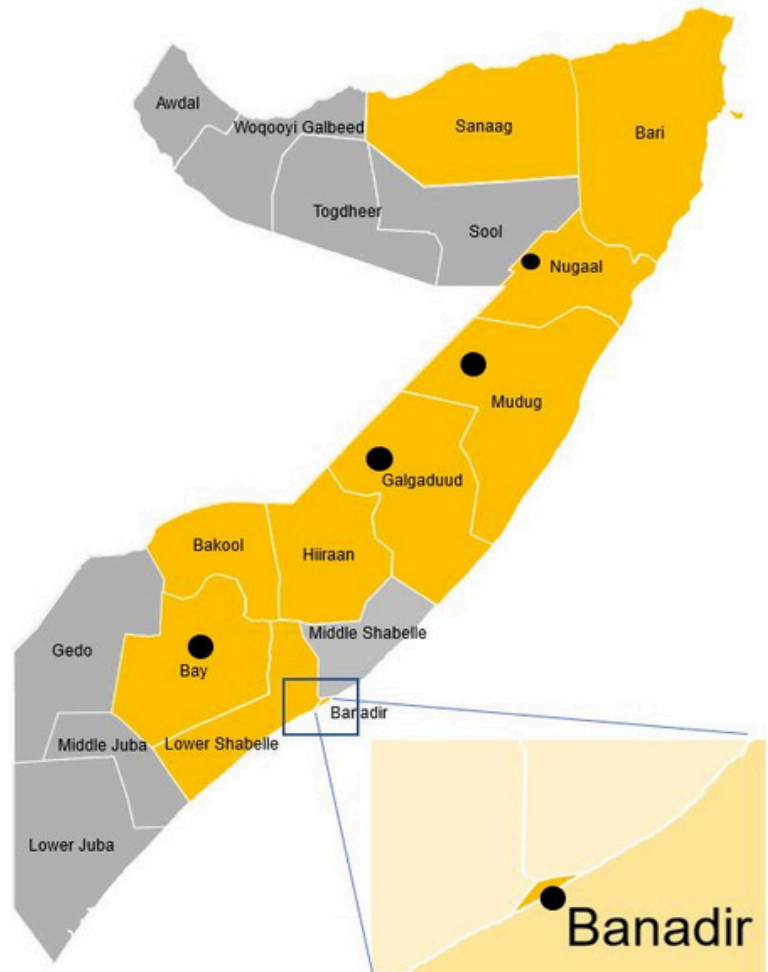 Awdal
Woqooyi Galbeed
Sanaag
Bari
Togdheer
Sool
Nugaal
Mudug
Galgaduud
Bakool
Hiiraan
Middle Shabelle
Gedo
Bay
Banadir
Middle Juba
Lower Shabelle
Lower Juba
Banadir